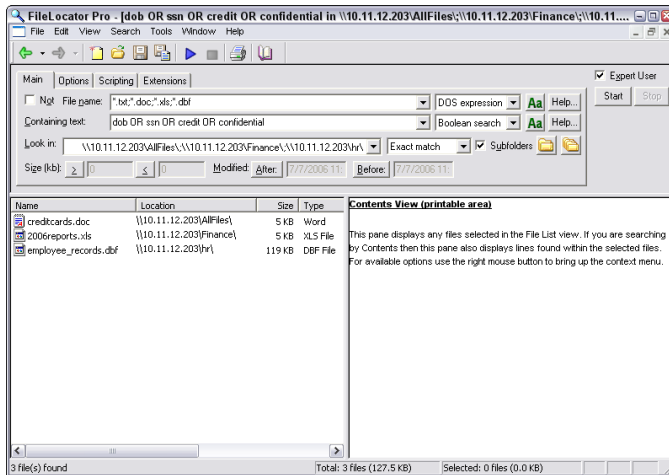 FileLocator Pro - [dob OR ssn OR credit OR confidential in \\10.11.12.203\AllFiles\;\\10.11.12.203\Finance\;\\10.11....
File Edit View Search Tools Window Help
Main Options Scripting Extensions
Expert User
Not File name: *.txt;*.doc;*.xls;*.dbf DOS expression Aa Help... Start Stop
Containing text: dob OR ssn OR credit OR confidential Boolean search Aa Help...
Look in: \\10.11.12.203\AllFiles\;\\10.11.12.203\Finance\;\\10.11.12.203\hr\ Exact match Subfolders
Size (kb): > 0 < 0 Modified: After: 7/7/2006 11: Before: 7/7/2006 11:
Name Location Size Type
creditcards.doc \\10.11.12.203\AllFiles\ 5 KB Word
2006reports.xls \\10.11.12.203\Finance\ 5 KB XLS File
employee_records.dbf \\10.11.12.203\hr\ 119 KB DBF File
Contents View (printable area)
This pane displays any files selected in the File List view. If you are searching
by Contents then this pane also displays lines found within the selected files.
For available options use the right mouse button to bring up the context menu.
3 file(s) found Total: 3 files (127.5 KB) Selected: 0 files (0.0 KB)